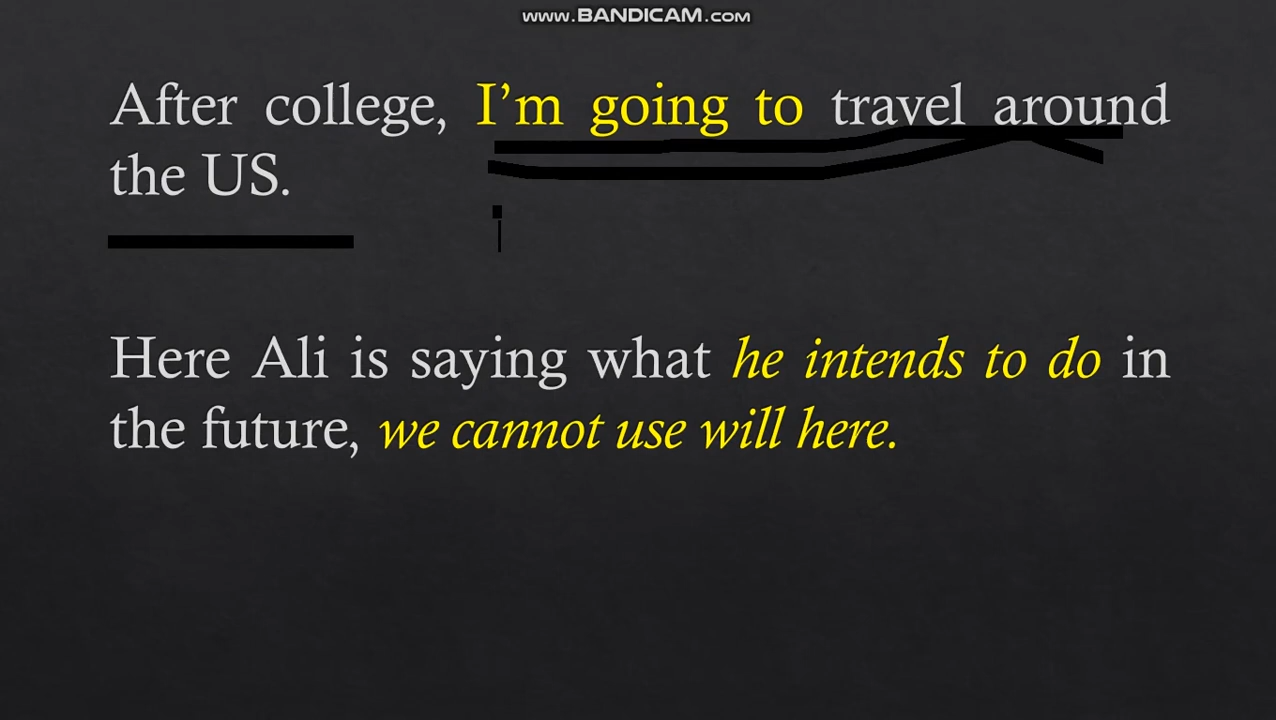 www.BANDICAM.com
After college, I'm going to travel around
the US.
Here Ali is saying what he intends to do in
the future, we cannot use will here.